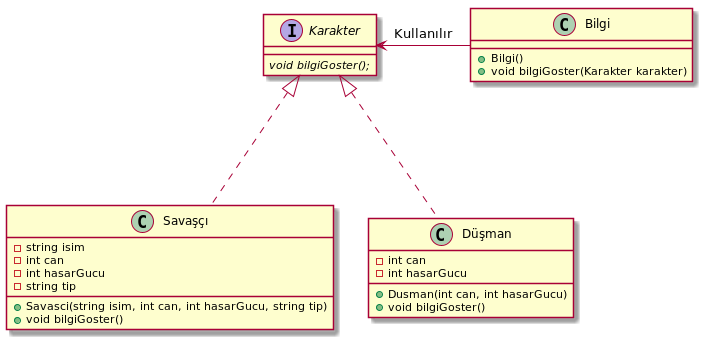 Karakter
void bilgiGoster();
Kullanılır
Bilgi
Bilgi()
void bilgiGoster(Karakter karakter)
Savaşçı
string isim
int can
int hasarGucu
string tip
Savasci(string isim, int can, int hasarGucu, string tip)
void bilgiGoster()
Düşman
int can
int hasarGucu
Dusman(int can, int hasarGucu)
void bilgiGoster()